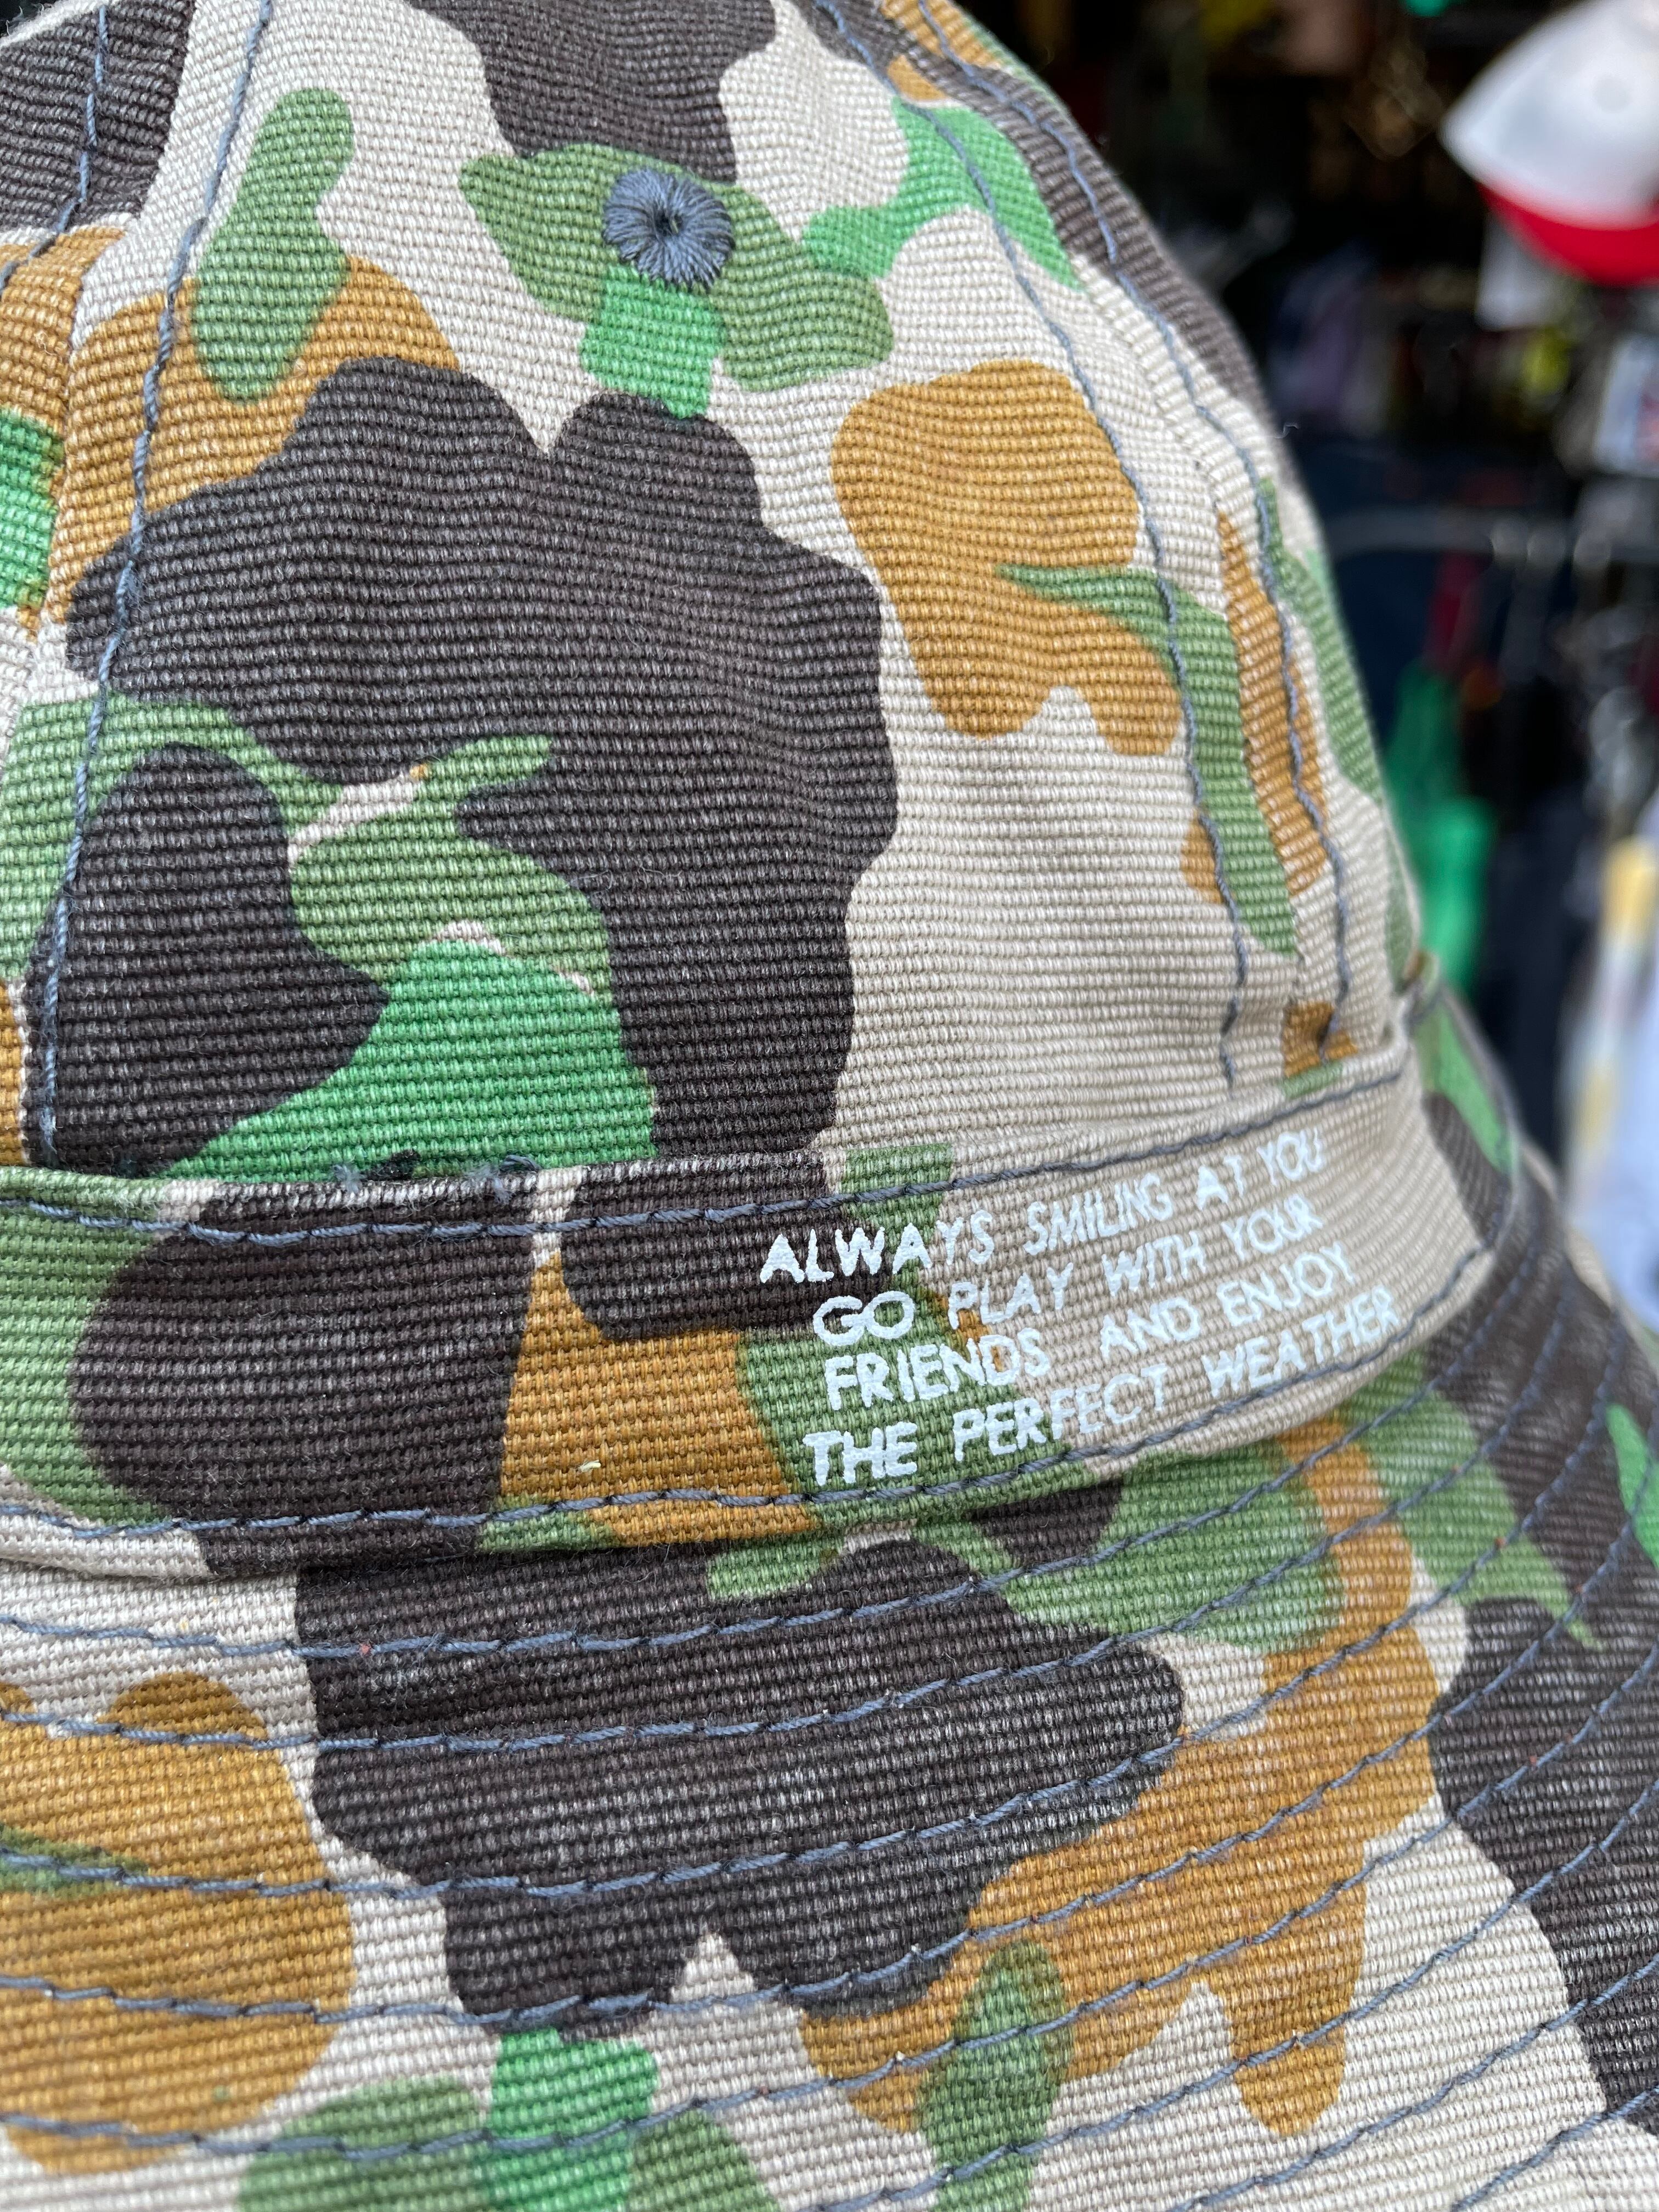 ALWAYS SMILING AT YOU
GO PLAY WITH YOUR
FRIENDS AND ENJOY
THE PERFECT WEATHER